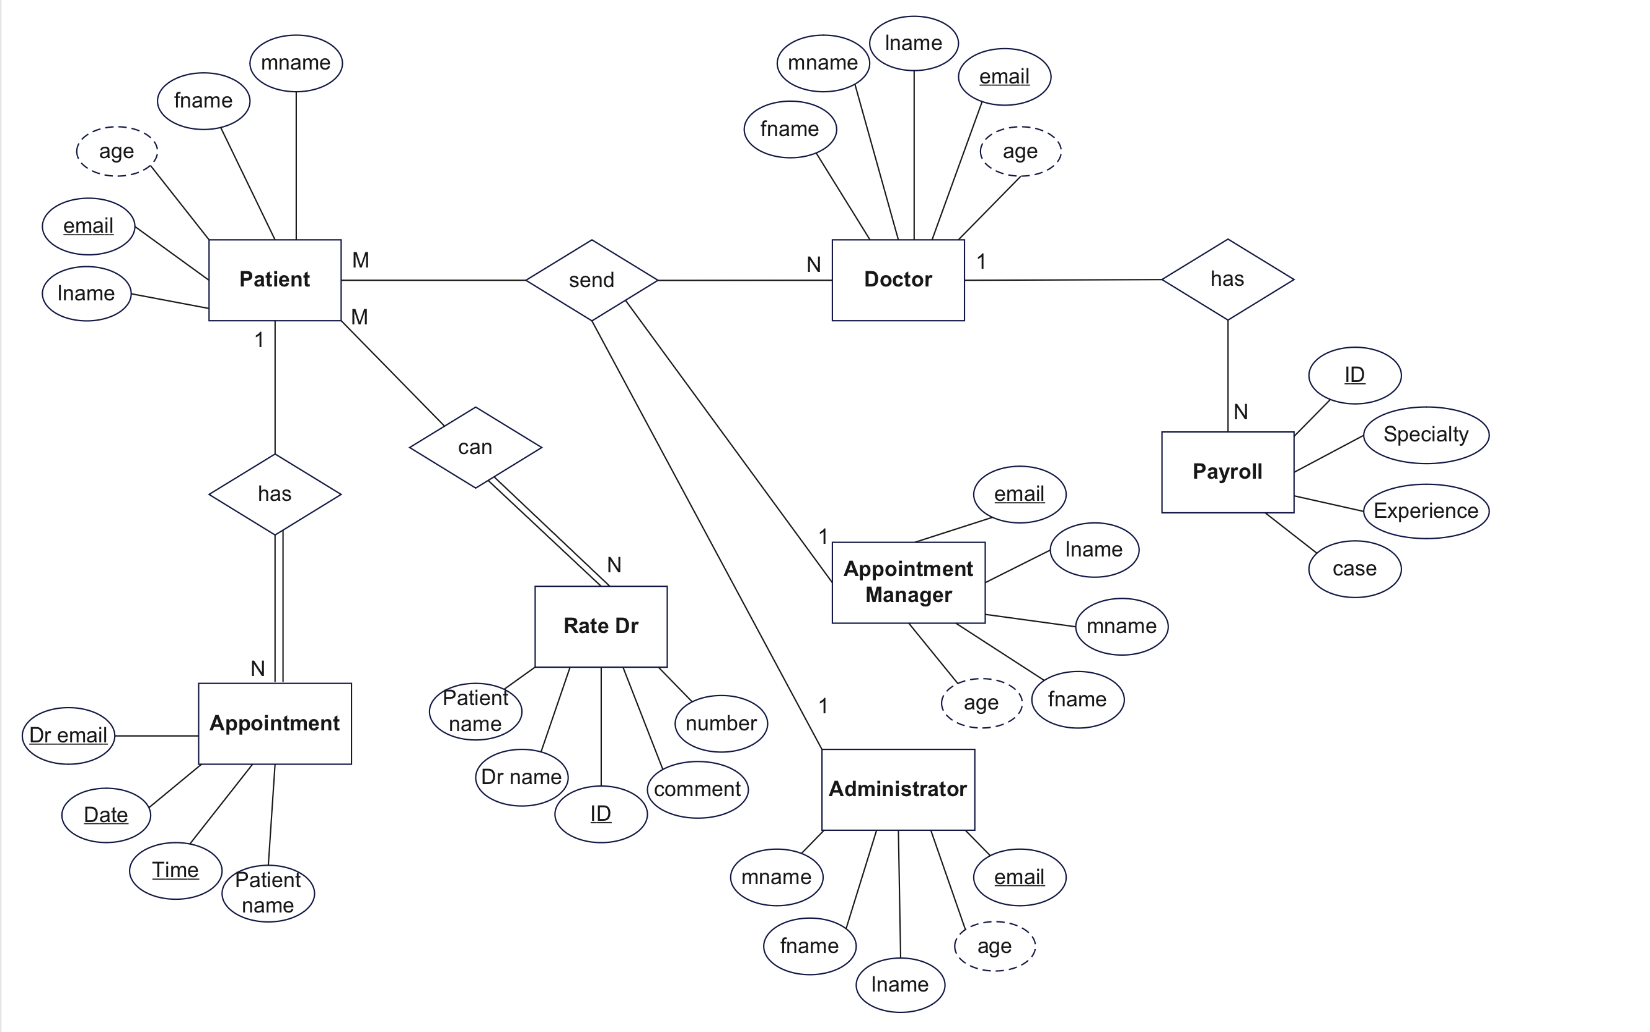 lname
mname
mname
email
fname
fname
age
age
email
M
N
1
Patient
send
Doctor
has
lname
M
1
ID
N
Specialty
can
Payroll
has
email
Experience
1
lname
N
Appointment
Manager
case
Rate Dr
mname
N
Patient
name
age
fname
1
number
Appointment
Dr email
Dr name
comment
Administrator
Date
ID
Time
Patient
name
mname
email
fname
age
lname